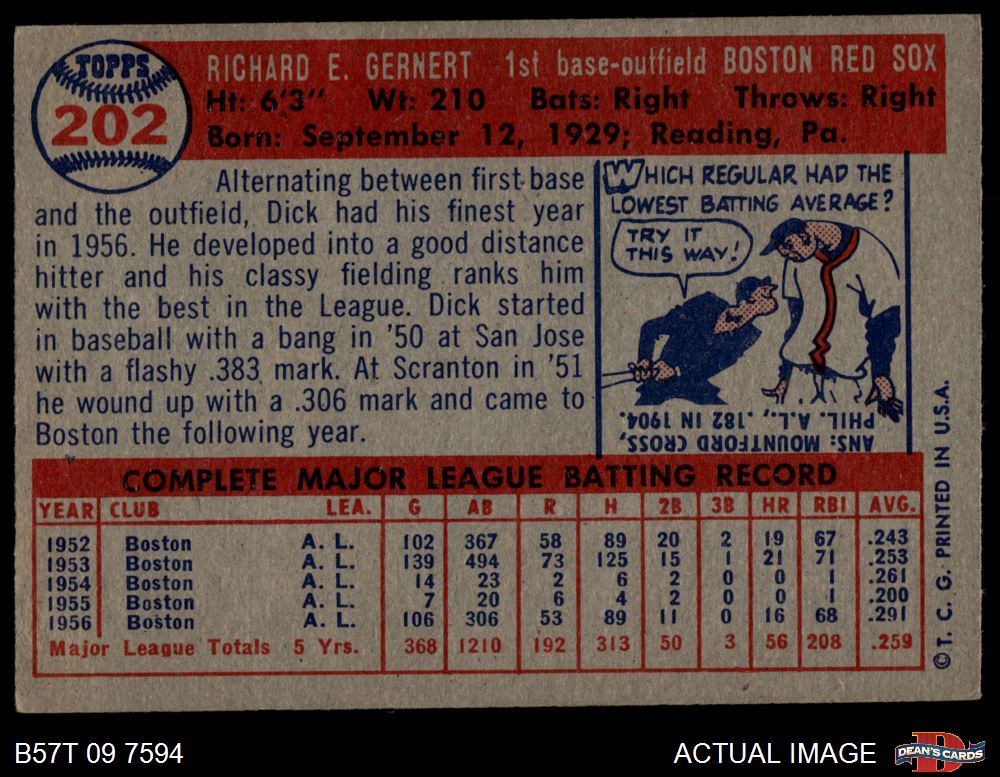 TOPPS
202
RICHARD E. GERNERT 1st base-outfield BOSTON RED SOX
Ht: 6'3" Wt: 210 Bats: Right Throws: Right
Born: September 12, 1929; Reading, Pa.
Alternating between first base
and the outfield, Dick had his finest year
in 1956. He developed into a good distance
hitter and his classy fielding ranks him
with the best in the League. Dick started
in baseball with a bang in '50 at San Jose
with a flashy .383 mark. At Scranton in '51
he wound up with a .306 mark and came to
Boston the following year.
WHICH REGULAR HAD THE
LOWEST BATTING AVERAGE?
TRY IT
THIS WAY!
ANS: MOUNTFORD CROSS,
PHIL. A.L., .182 IN 1904.
COMPLETE MAJOR LEAGUE BATTING RECORD
YEAR CLUB LEA. G AB R H 2B 3B HR RBI AVG.
1952 Boston A. L. 102 367 58 89 20 2 19 67 .243
1953 Boston A. L. 139 494 73 125 15 1 21 71 .253
1954 Boston A. L. 14 23 2 6 2 0 0 1 .261
1955 Boston A. L. 7 20 6 4 2 0 0 1 .200
1956 Boston A. L. 106 306 53 89 11 0 16 68 .291
Major League Totals 5 Yrs. 368 1210 192 313 50 3 56 208 .259
© T. C. G. PRINTED IN U.S.A.
B57T 09 7594
ACTUAL IMAGE
D
DEAN'S CARDS